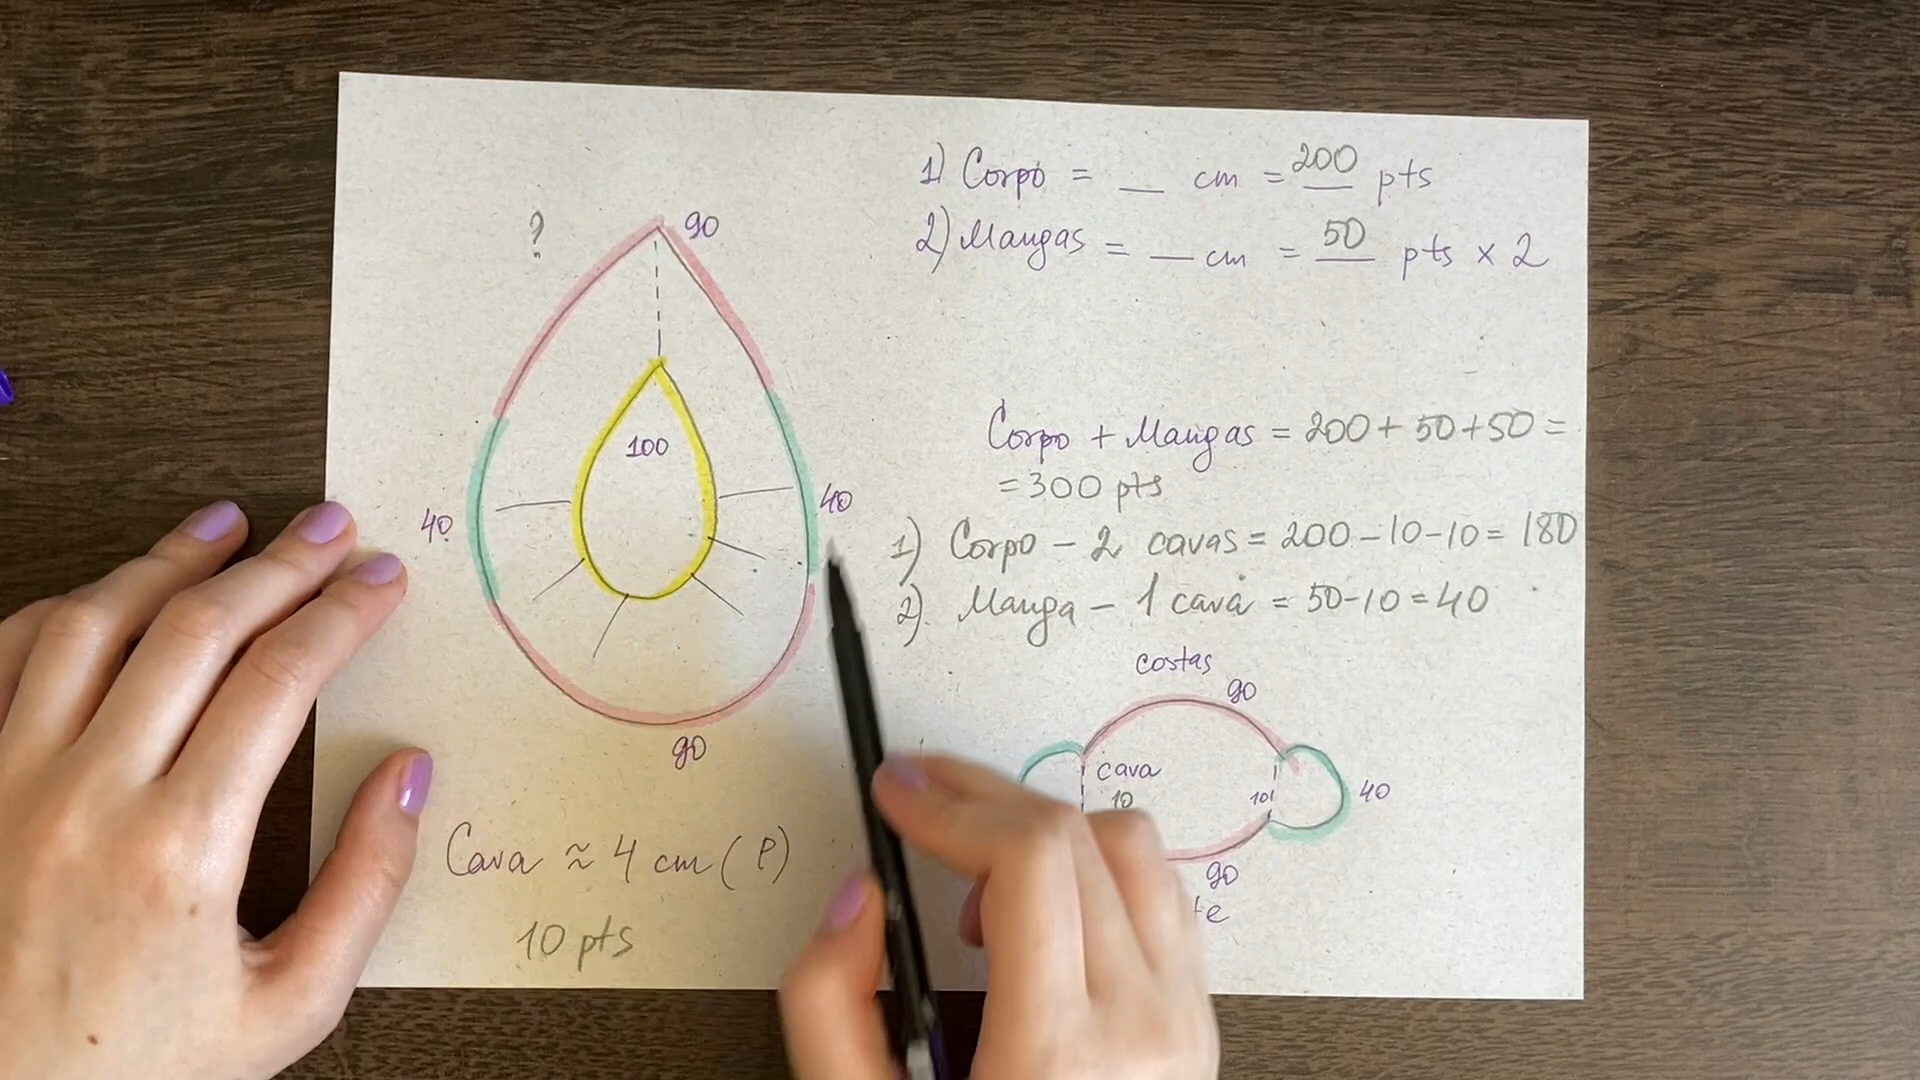 1) Corpo = __ cm = 200 pts
2) Mangas = __ cm = 50 pts x 2
?
90
100
40
40
90
Cava ≈ 4 cm (P)
10 pts
Corpo + Mangas = 200 + 50 + 50 =
= 300 pts
1) Corpo - 2 cavas = 200 - 10 - 10 = 180
2) Manga - 1 cava = 50 - 10 = 40
costas
90
cava
10
10
40
90
te